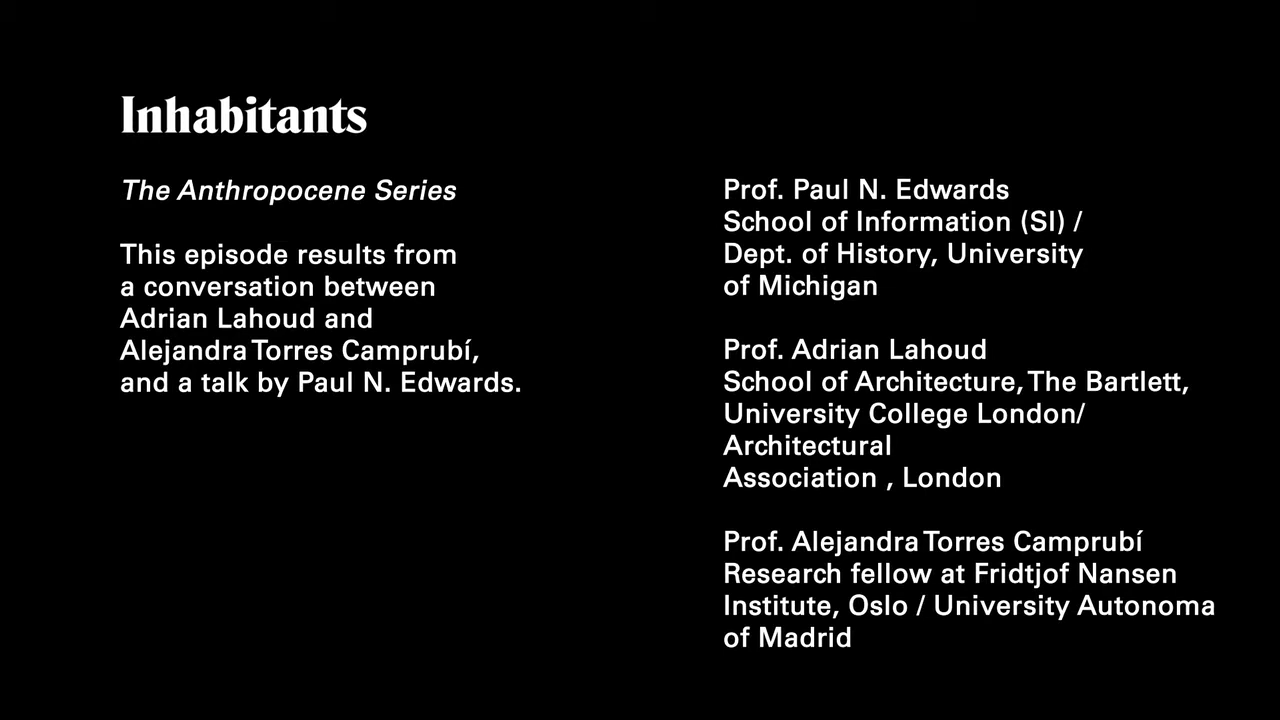 Inhabitants
The Anthropocene Series
This episode results from
a conversation between
Adrian Lahoud and
Alejandra Torres Camprubí,
and a talk by Paul N. Edwards.
Prof. Paul N. Edwards
School of Information (SI) /
Dept. of History, University
of Michigan
Prof. Adrian Lahoud
School of Architecture, The Bartlett,
University College London/
Architectural
Association , London
Prof. Alejandra Torres Camprubí
Research fellow at Fridtjof Nansen
Institute, Oslo / University Autonoma
of Madrid